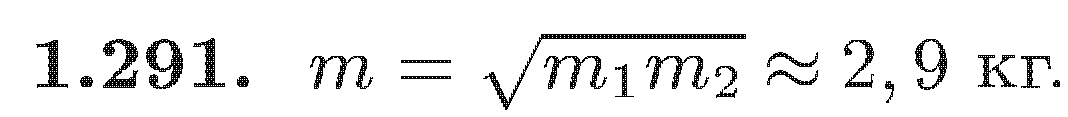 1.291. m = √m₁m₂ ≈ 2,9 кг.